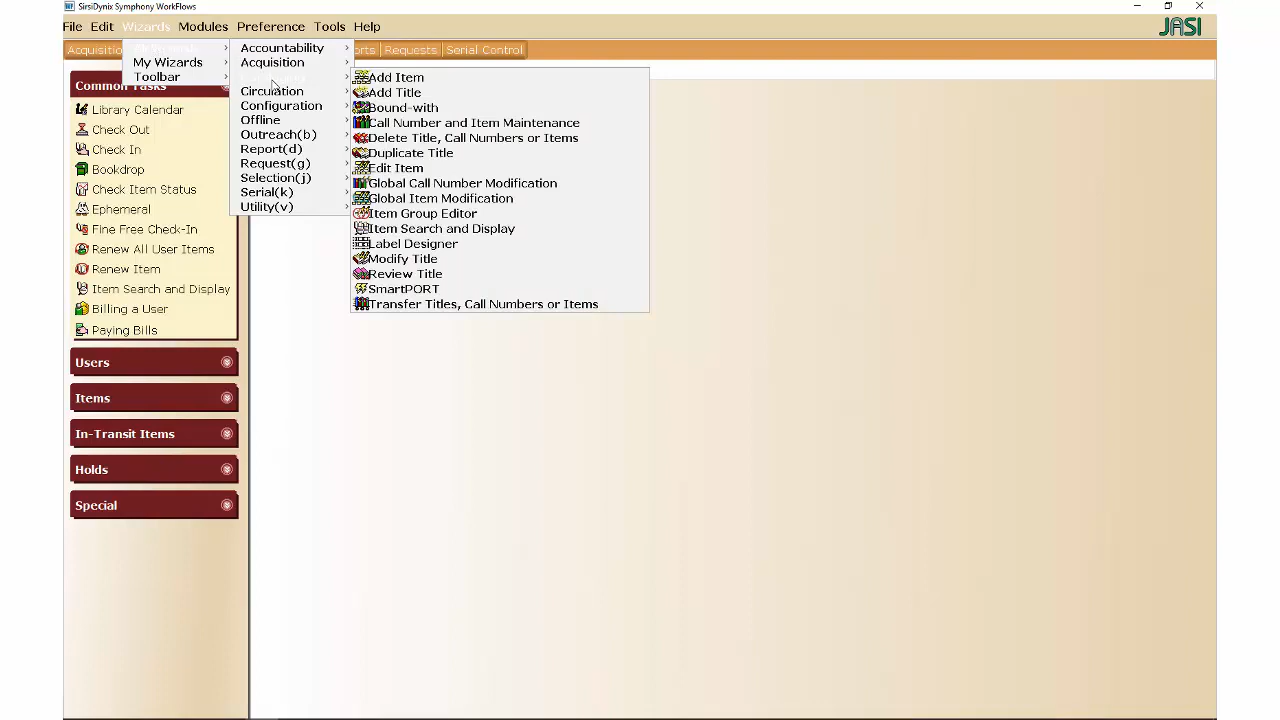 SirsiDynix Symphony WorkFlows
File Edit Wizards Modules Preference Tools Help
JASI
Requests Serial Control
My Wizards
Toolbar
Accountability
Acquisition
Circulation
Configuration
Offline
Outreach(b)
Report(d)
Request(g)
Selection(j)
Serial(k)
Utility(v)
Add Item
Add Title
Bound-with
Call Number and Item Maintenance
Delete Title, Call Numbers or Items
Duplicate Title
Edit Item
Global Call Number Modification
Global Item Modification
Item Group Editor
Item Search and Display
Label Designer
Modify Title
Review Title
SmartPORT
Transfer Titles, Call Numbers or Items
Common Tasks
Library Calendar
Check Out
Check In
Bookdrop
Check Item Status
Ephemeral
Fine Free Check-In
Renew All User Items
Renew Item
Item Search and Display
Billing a User
Paying Bills
Users
Items
In-Transit Items
Holds
Special